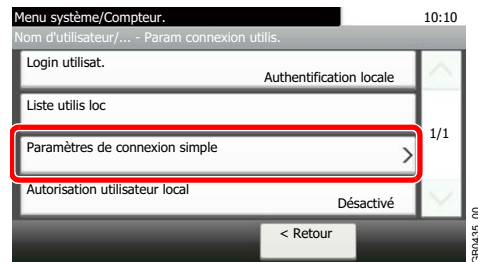 Menu système/Compteur.
10:10
Nom d'utilisateur/... - Param connexion utilis.
Login utilisat.
Authentification locale
Liste utilis loc
1/1
Paramètres de connexion simple
Autorisation utilisateur local
Désactivé
< Retour
GB0435_00